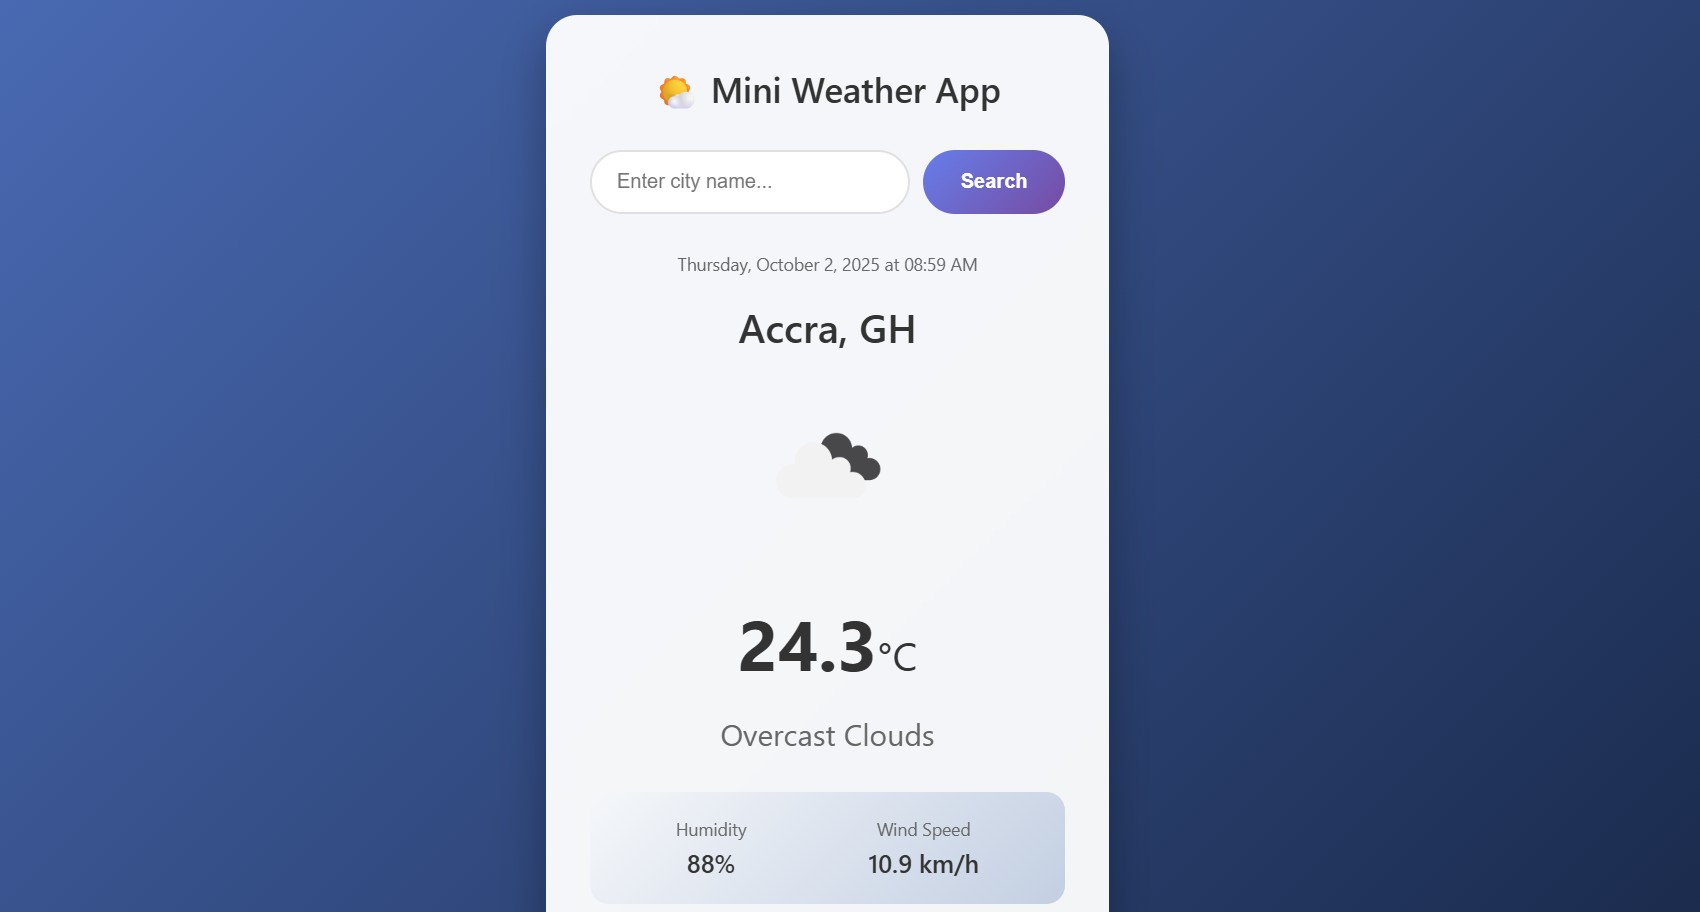 Mini Weather App
Enter city name...
Search
Thursday, October 2, 2025 at 08:59 AM
Accra, GH
24.3°C
Overcast Clouds
Humidity
Wind Speed
88%
10.9 km/h